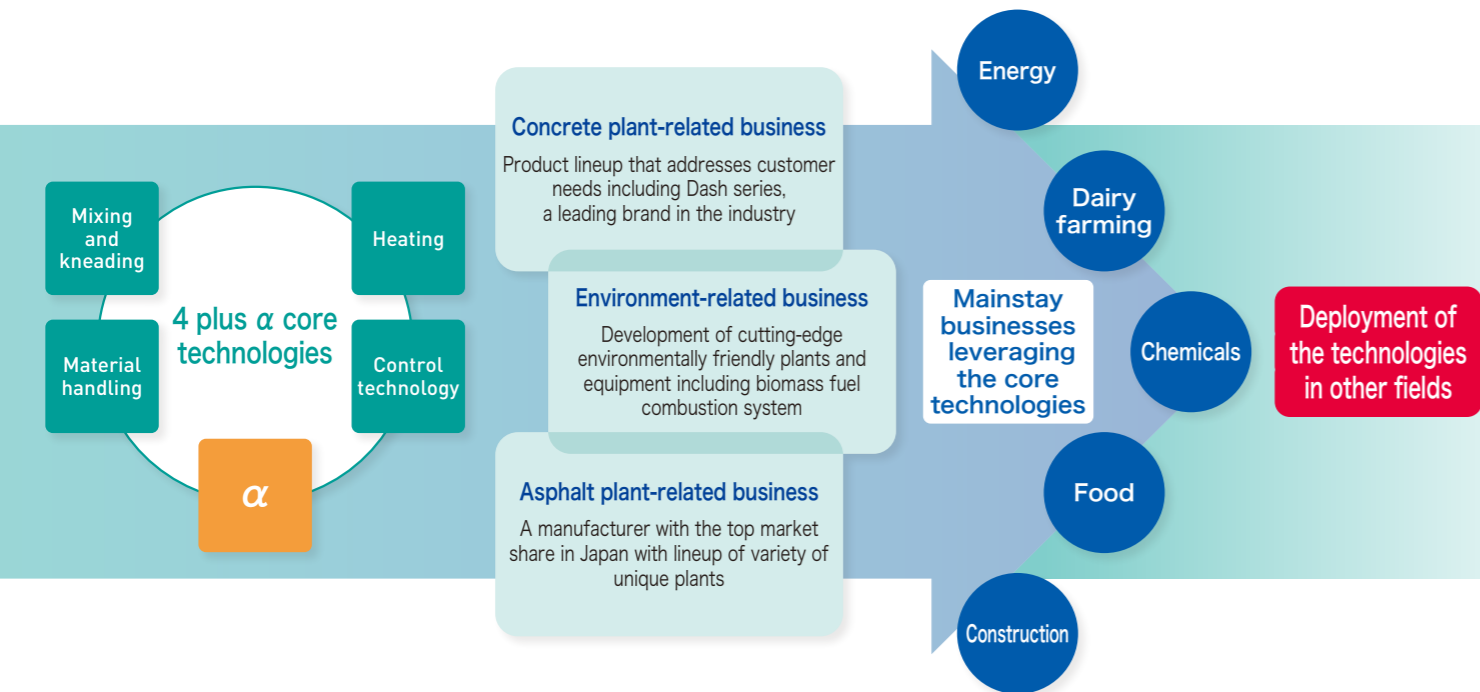 Mixing
and
kneading
Heating
4 plus α core
technologies
Material
handling
Control
technology
α
Concrete plant-related business
Product lineup that addresses customer
needs including Dash series,
a leading brand in the industry
Environment-related business
Development of cutting-edge
environmentally friendly plants and
equipment including biomass fuel
combustion system
Asphalt plant-related business
A manufacturer with the top market
share in Japan with lineup of variety of
unique plants
Mainstay
businesses
leveraging
the core
technologies
Energy
Dairy
farming
Chemicals
Food
Construction
Deployment of
the technologies
in other fields